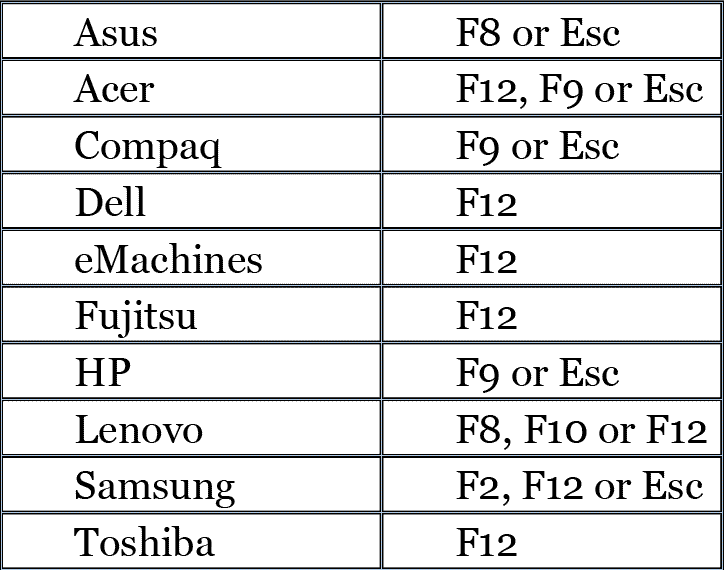 Asus F8 or Esc
Acer F12, F9 or Esc
Compaq F9 or Esc
Dell F12
eMachines F12
Fujitsu F12
HP F9 or Esc
Lenovo F8, F10 or F12
Samsung F2, F12 or Esc
Toshiba F12